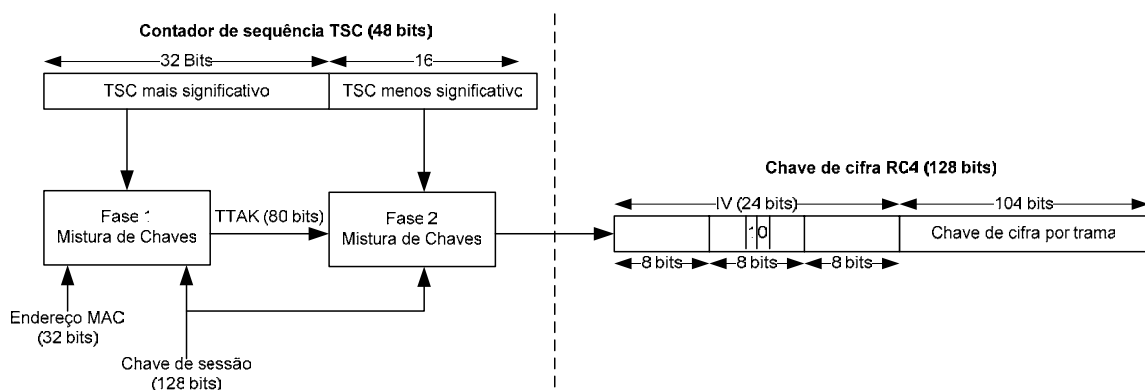 Contador de sequência TSC (48 bits)
32 Bits
16
TSC mais significativo
TSC menos significativo
Fase 1
Mistura de Chaves
TTAK (80 bits)
Fase 2
Mistura de Chaves
Endereço MAC
(32 bits)
Chave de sessão
(128 bits)
Chave de cifra RC4 (128 bits)
IV (24 bits)
104 bits
1
0
Chave de cifra por trama
8 bits
8 bits
8 bits